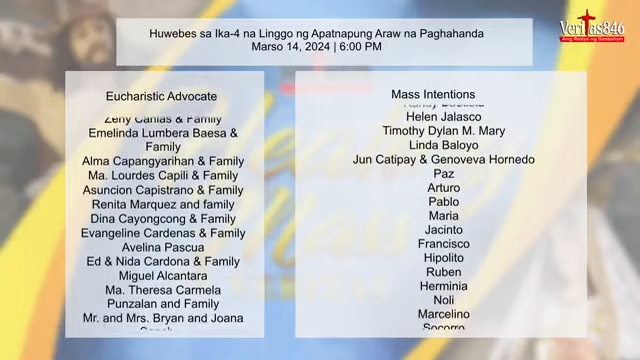 Huwebes sa Ika-4 na Linggo ng Apatnapung Araw na Paghahanda
Marso 14, 2024 | 6:00 PM
Veritas846
Ang Radyo ng Simbahan
Eucharistic Advocate
Zeny Canlas & Family
Emelinda Lumbera Baesa &
Family
Alma Capangyarihan & Family
Ma. Lourdes Capili & Family
Asuncion Capistrano & Family
Renita Marquez and family
Dina Cayongcong & Family
Evangeline Cardenas & Family
Avelina Pascua
Ed & Nida Cardona & Family
Miguel Alcantara
Ma. Theresa Carmela
Punzalan and Family
Mr. and Mrs. Bryan and Joana
Mass Intentions
Helen Jalasco
Timothy Dylan M. Mary
Linda Baloyo
Jun Catipay & Genoveva Hornedo
Paz
Arturo
Pablo
Maria
Jacinto
Francisco
Hipolito
Ruben
Herminia
Noli
Marcelino
Socorro